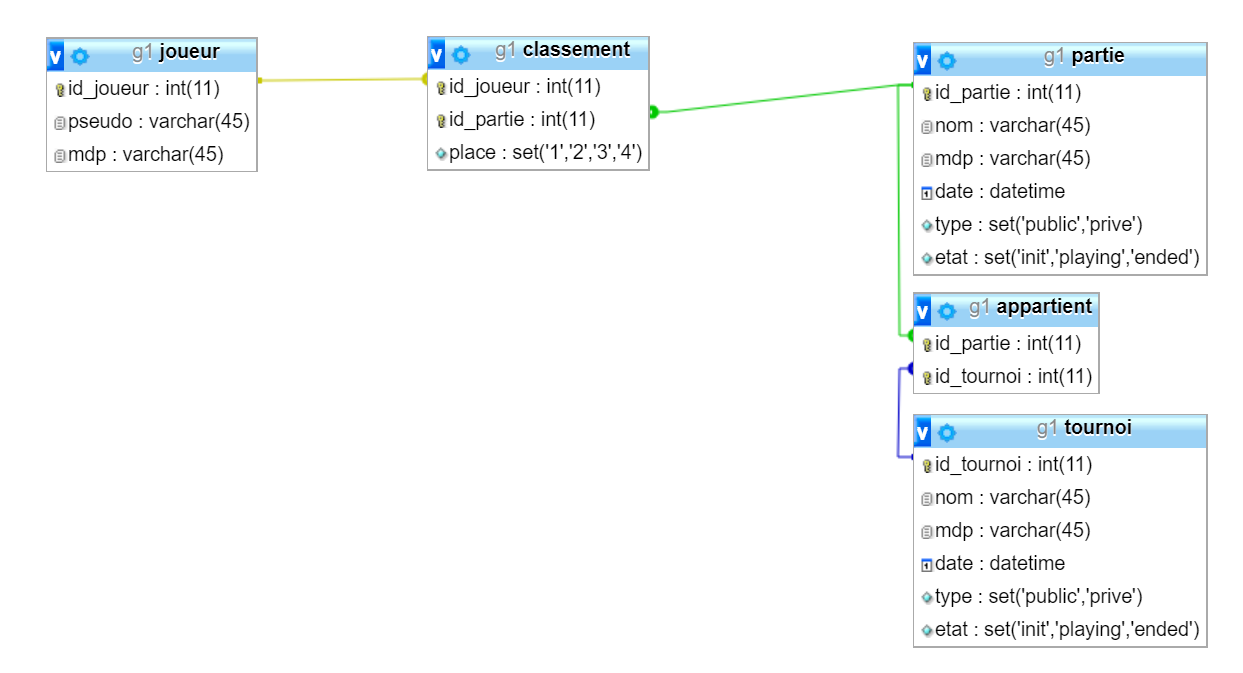 g1 joueur
id_joueur : int(11)
pseudo : varchar(45)
mdp : varchar(45)
g1 classement
id_joueur : int(11)
id_partie : int(11)
place : set('1','2','3','4')
g1 partie
id_partie : int(11)
nom : varchar(45)
mdp : varchar(45)
date : datetime
type : set('public','prive')
etat : set('init','playing','ended')
g1 appartient
id_partie : int(11)
id_tournoi : int(11)
g1 tournoi
id_tournoi : int(11)
nom : varchar(45)
mdp : varchar(45)
date : datetime
type : set('public','prive')
etat : set('init','playing','ended')